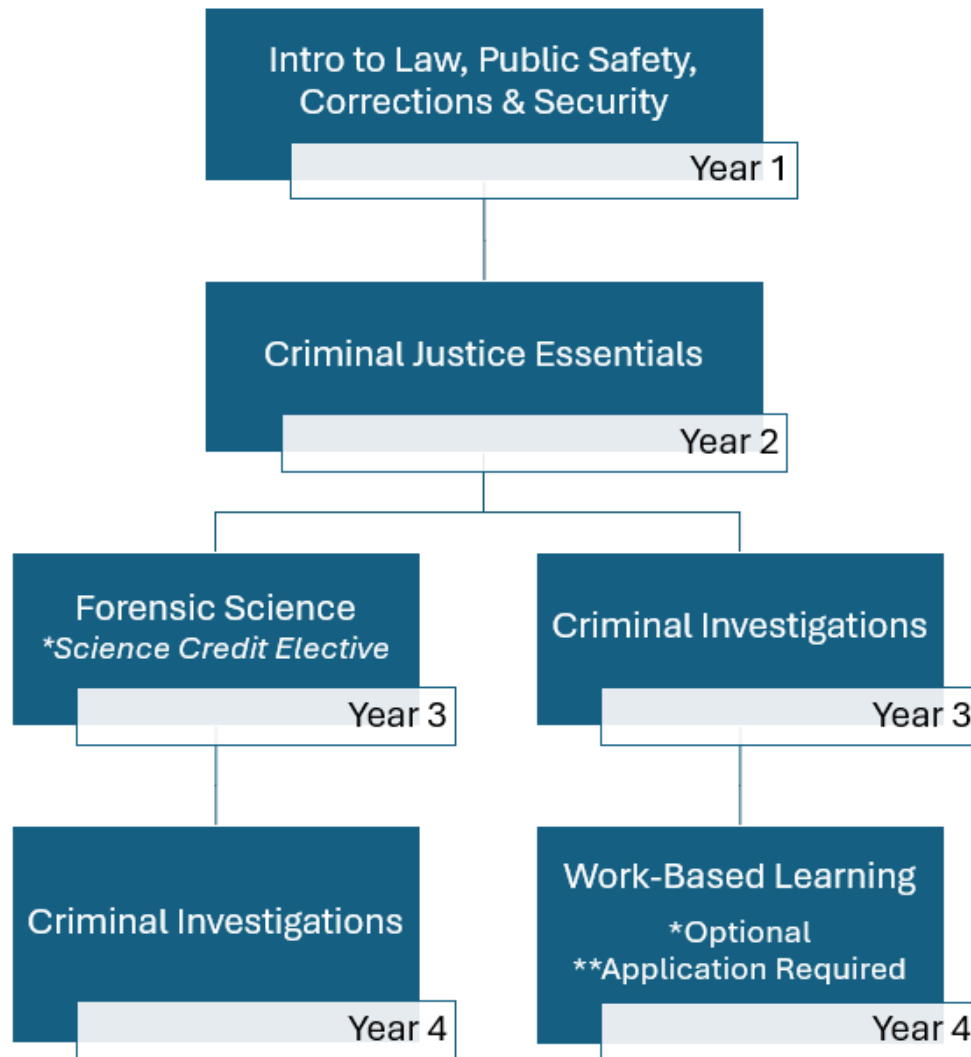 Intro to Law, Public Safety,
Corrections & Security
Year 1
Criminal Justice Essentials
Year 2
Forensic Science
*Science Credit Elective
Year 3
Criminal Investigations
Year 3
Criminal Investigations
Year 4
Work-Based Learning
*Optional
**Application Required
Year 4